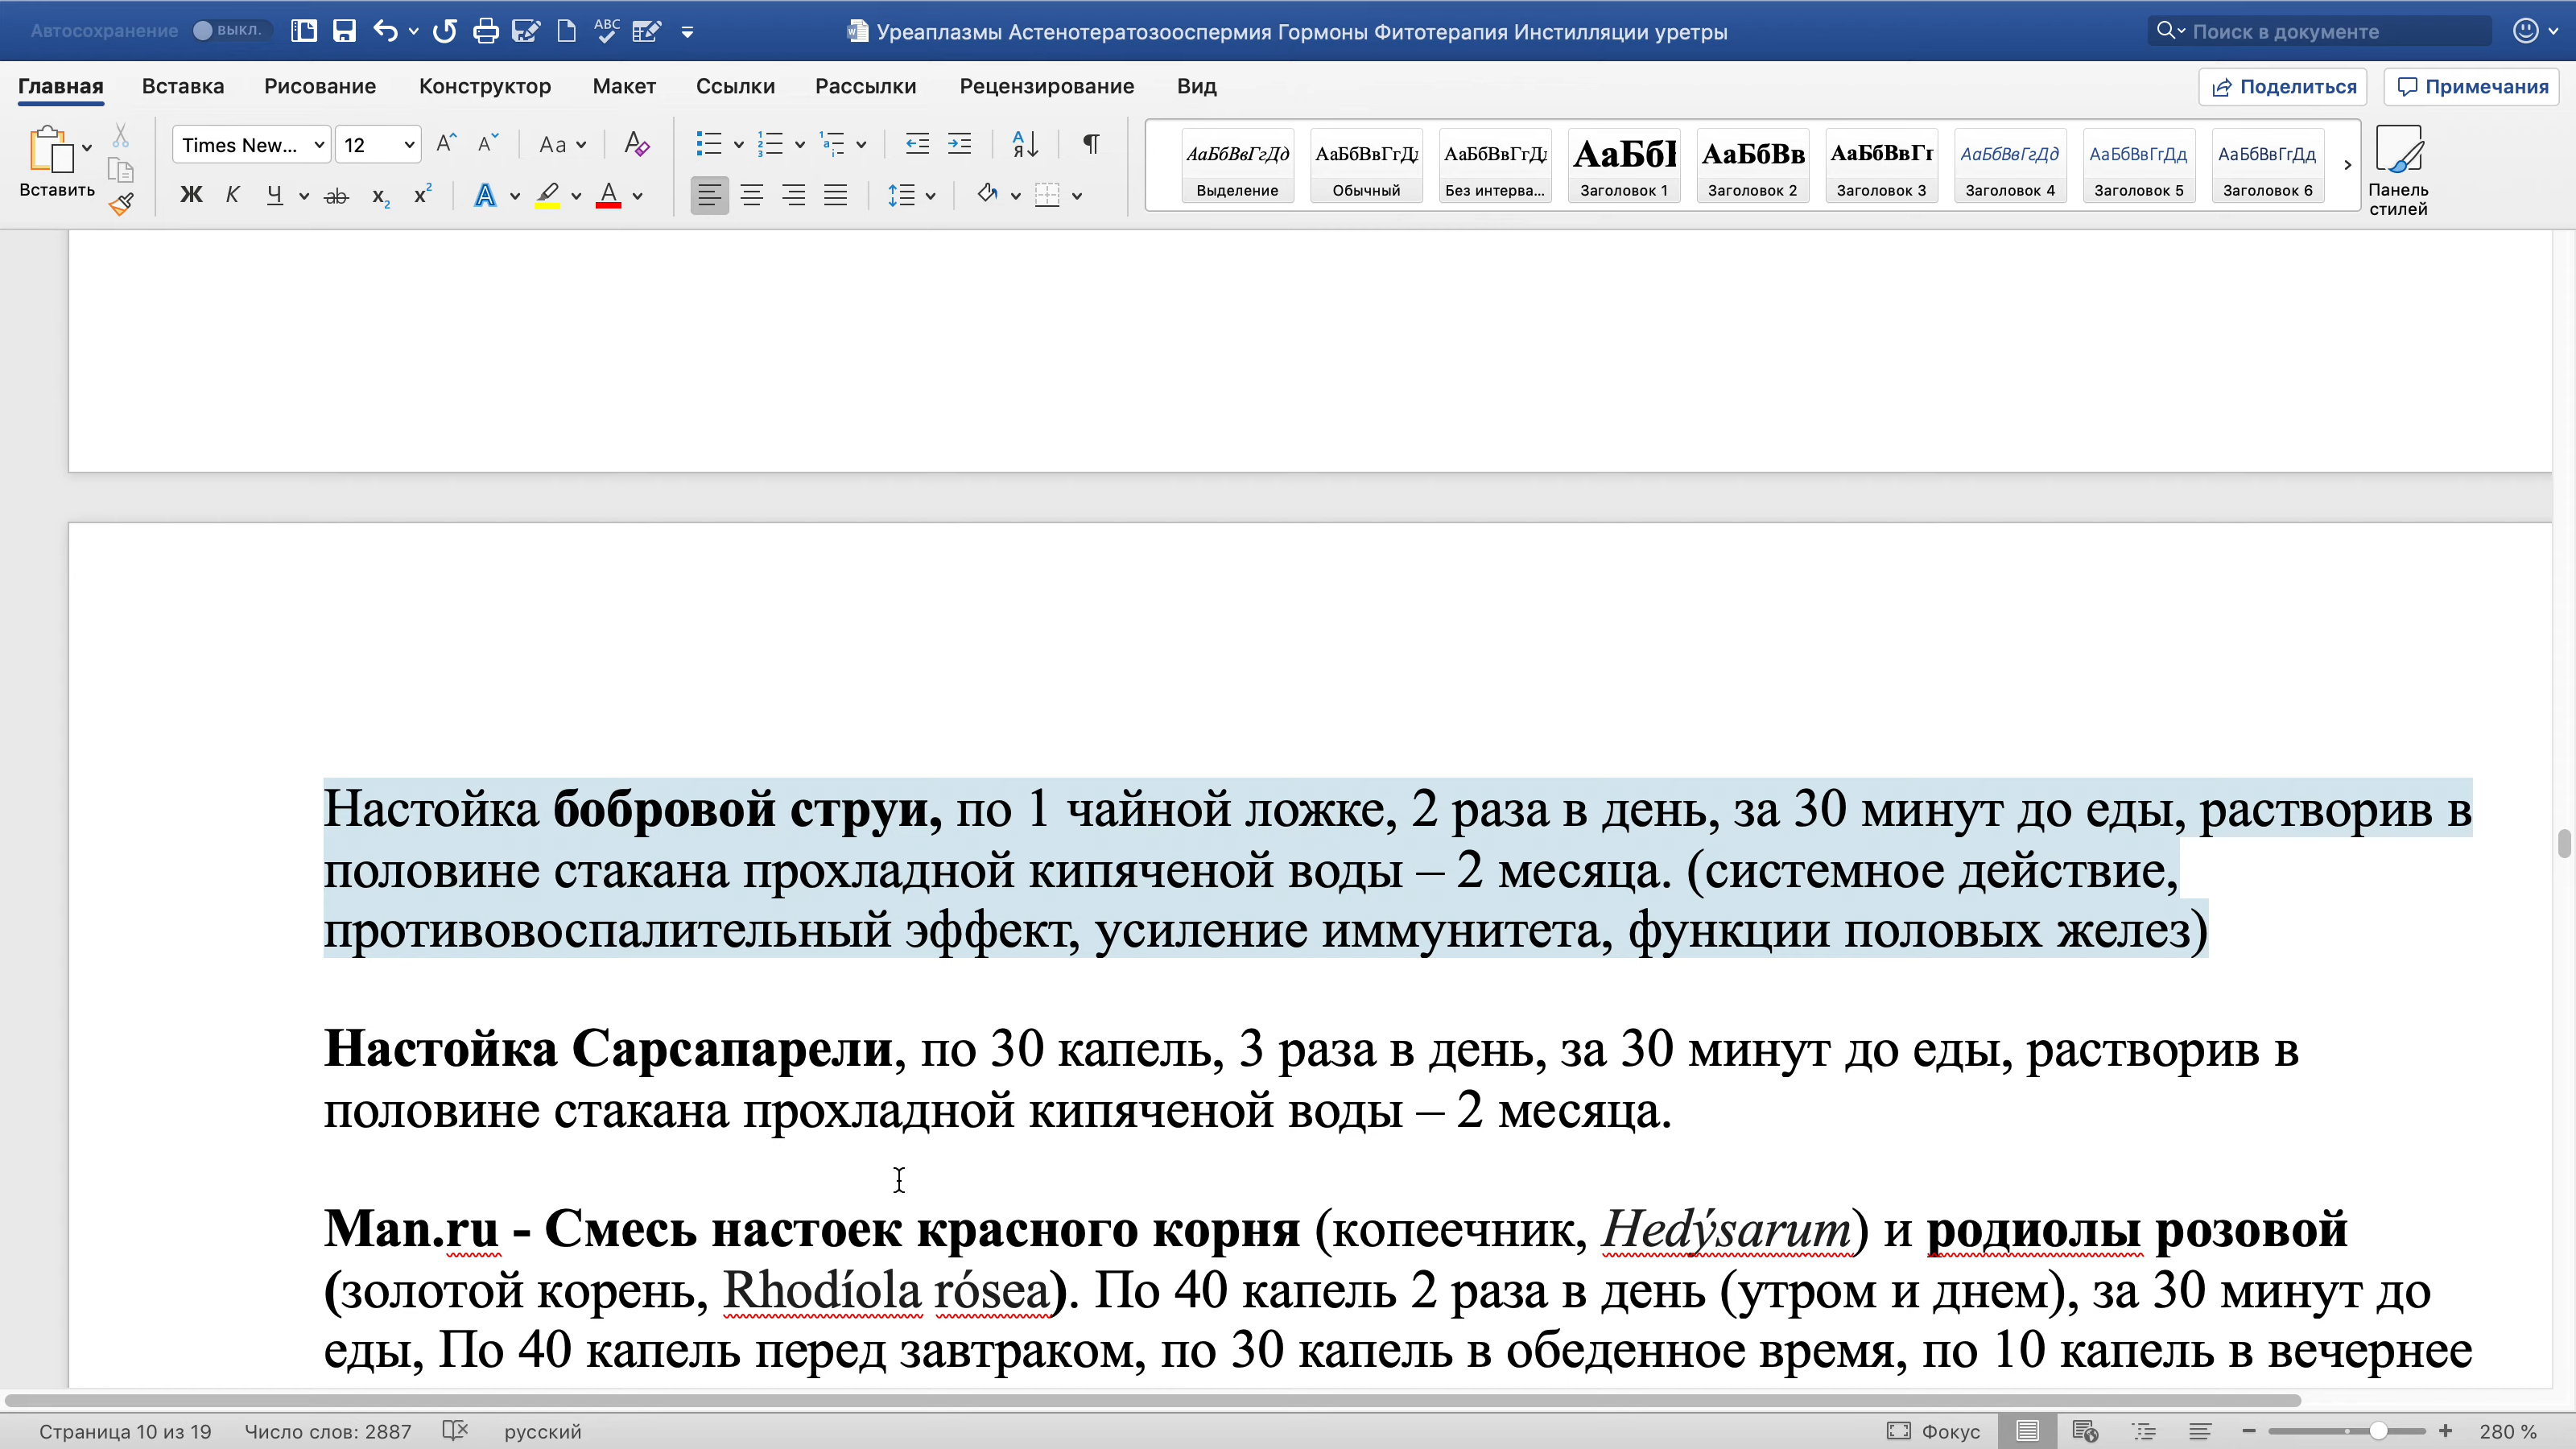 Автосохранение ВЫКЛ. ABC Уреаплазмы Астенотератозооспермия Гормоны Фитотерапия Инстилляции уретры Поиск в документе
Главная Вставка Рисование Конструктор Макет Ссылки Рассылки Рецензирование Вид Поделиться Примечания
Вставить
Times New... 12 Aa
Ж К Ч ab x2 x2 A A
АаБбВвГгДд АаБбВвГгДд АаБбВвГгДд АаБбІ АаБбВв АаБбВвГг АаБбВвГгДд АаБбВвГгДд АаБбВвГгДд
Выделение Обычный Без интерва... Заголовок 1 Заголовок 2 Заголовок 3 Заголовок 4 Заголовок 5 Заголовок 6
Панель
стилей
Настойка бобровой струи, по 1 чайной ложке, 2 раза в день, за 30 минут до еды, растворив в
половине стакана прохладной кипяченой воды – 2 месяца. (системное действие,
противовоспалительный эффект, усиление иммунитета, функции половых желез)
Настойка Сарсапарели, по 30 капель, 3 раза в день, за 30 минут до еды, растворив в
половине стакана прохладной кипяченой воды – 2 месяца.
Man.ru - Смесь настоек красного корня (копеечник, Hedýsarum) и родиолы розовой
(золотой корень, Rhodíola rósea). По 40 капель 2 раза в день (утром и днем), за 30 минут до
еды, По 40 капель перед завтраком, по 30 капель в обеденное время, по 10 капель в вечернее
Страница 10 из 19 Число слов: 2887 русский Фокус 280 %